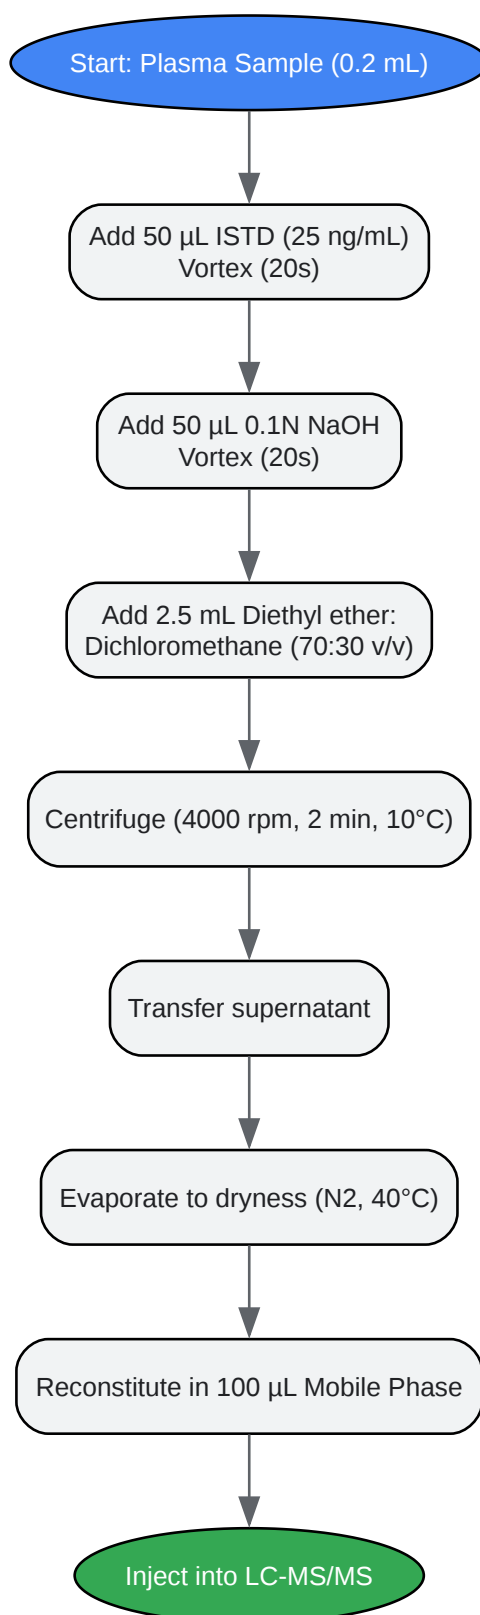 Start: Plasma Sample (0.2 mL)
Add 50 µL ISTD (25 ng/mL)
Vortex (20s)
Add 50 µL 0.1N NaOH
Vortex (20s)
Add 2.5 mL Diethyl ether:
Dichloromethane (70:30 v/v)
Centrifuge (4000 rpm, 2 min, 10°C)
Transfer supernatant
Evaporate to dryness (N2, 40°C)
Reconstitute in 100 µL Mobile Phase
Inject into LC-MS/MS